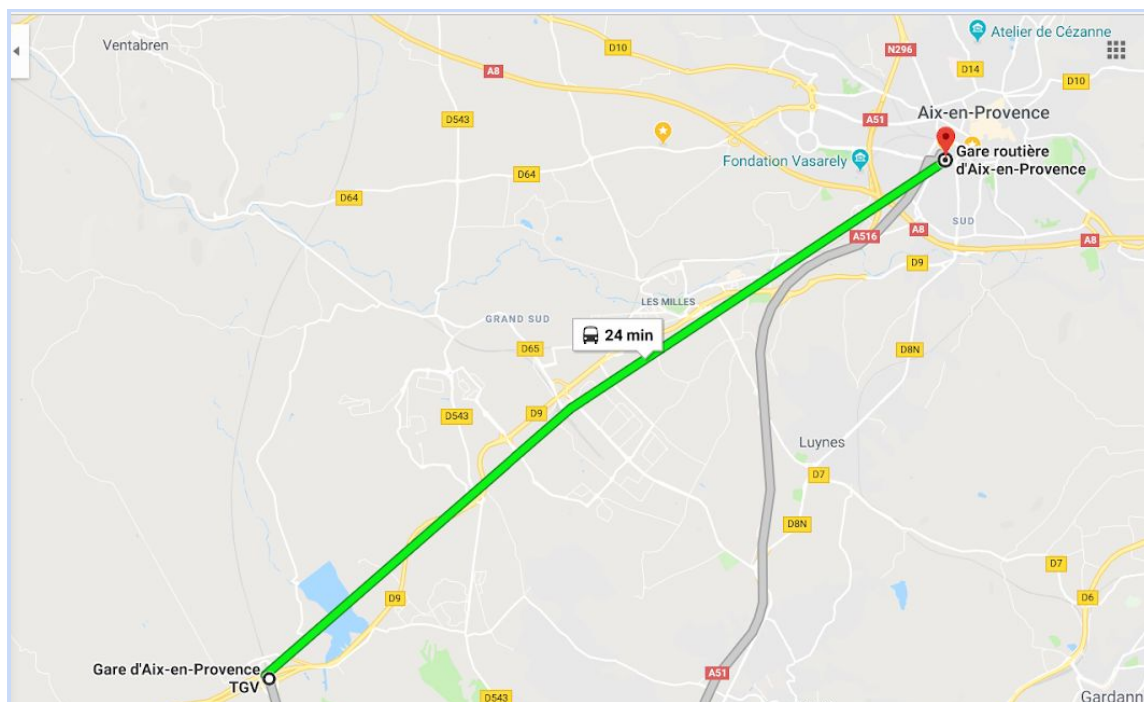 Ventabren
D10
N296
Atelier de Cézanne
A8
D14
D10
D543
A51
Aix-en-Provence
Fondation Vasarely
Gare routière
d'Aix-en-Provence
D64
D64
SUD
A516
A8
A8
D9
LES MILLES
GRAND SUD
24 min
D65
D8N
D543
D9
Luynes
D7
D8N
D7
D9
D6
Gare d'Aix-en-Provence
TGV
A51
D543
Gardann